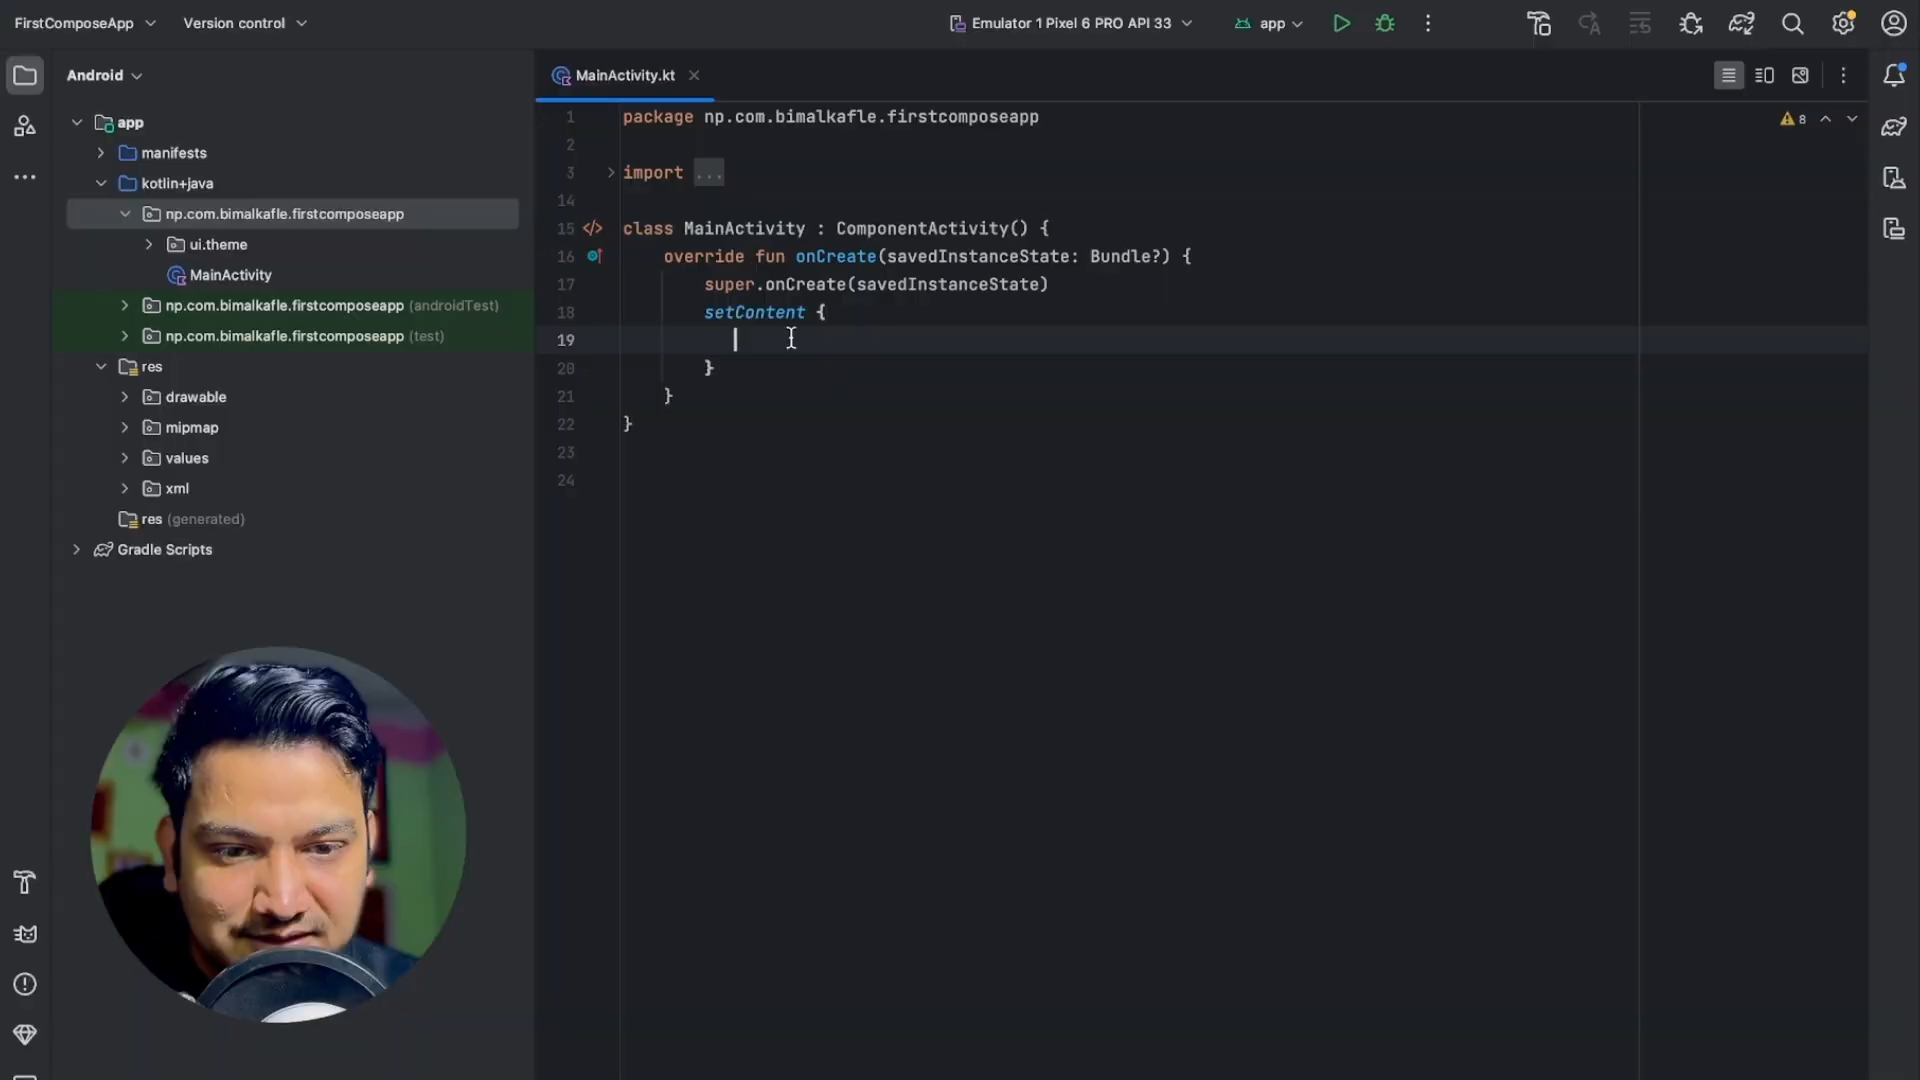 FirstComposeApp Version control Emulator 1 Pixel 6 PRO API 33 app
Android
app
manifests
kotlin+java
np.com.bimalkafle.firstcomposeapp
ui.theme
MainActivity
np.com.bimalkafle.firstcomposeapp (androidTest)
np.com.bimalkafle.firstcomposeapp (test)
res
drawable
mipmap
values
xml
res (generated)
Gradle Scripts
MainActivity.kt
8
1 package np.com.bimalkafle.firstcomposeapp
2
3 import ...
14
15 class MainActivity : ComponentActivity() {
16 override fun onCreate(savedInstanceState: Bundle?) {
17 super.onCreate(savedInstanceState)
18 setContent {
19
20 }
21 }
22 }
23
24